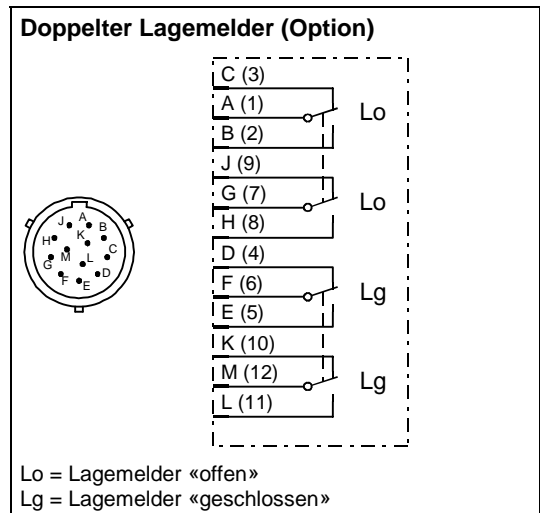 Doppelter Lagemelder (Option)
C (3)
A (1)
Lo
B (2)
J (9)
G (7)
Lo
H (8)
D (4)
F (6)
Lg
E (5)
K (10)
M (12)
Lg
L (11)
J
A
B
H
K
C
G
M
L
D
F
E
Lo = Lagemelder «offen»
Lg = Lagemelder «geschlossen»